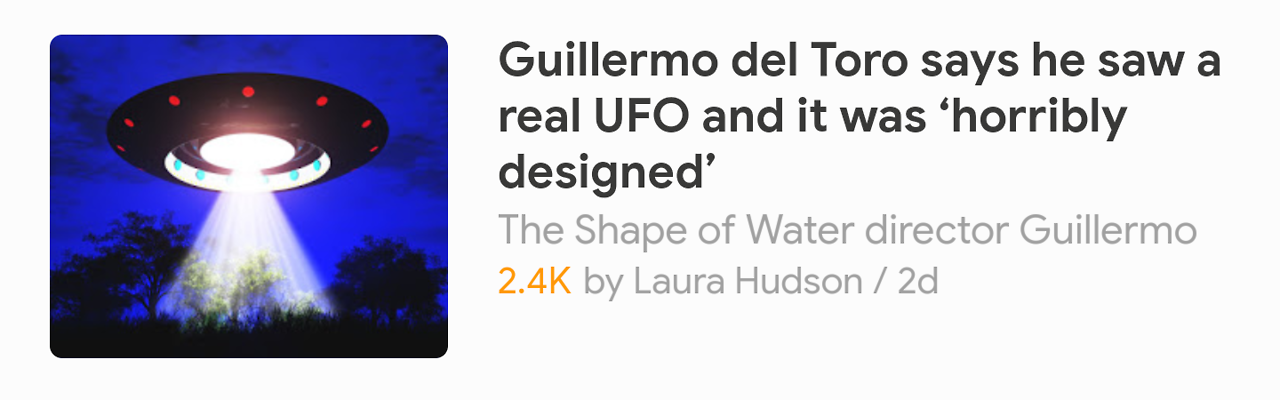 Guillermo del Toro says he saw a
real UFO and it was ‘horribly
designed’
The Shape of Water director Guillermo
2.4K by Laura Hudson / 2d